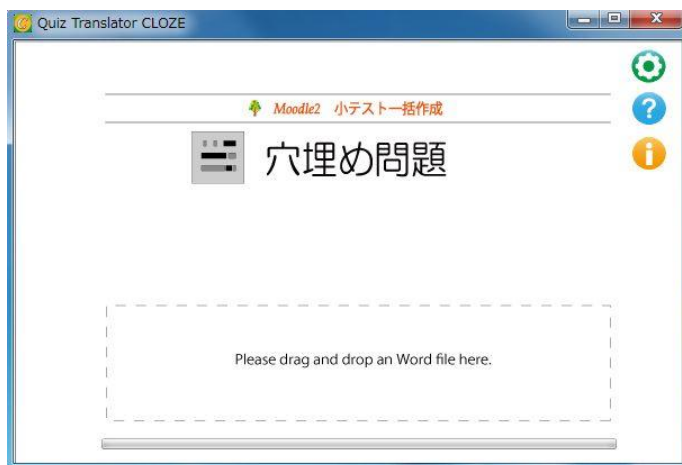 Quiz Translator CLOZE
Moodle2 小テスト一括作成
穴埋め問題
Please drag and drop an Word file here.